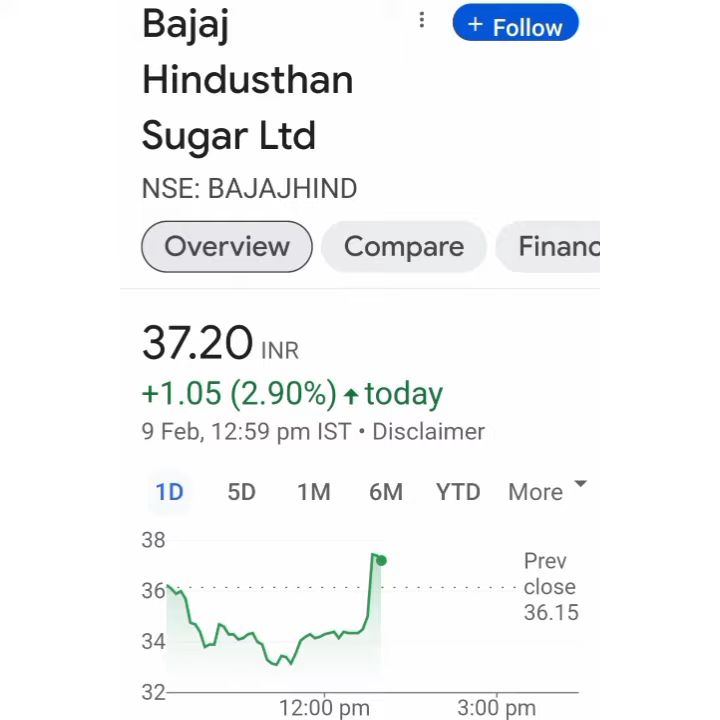 Bajaj
Hindusthan
Sugar Ltd
+ Follow
NSE: BAJAJHIND
Overview
Compare
Financ
37.20 INR
+1.05 (2.90%) ↑ today
9 Feb, 12:59 pm IST • Disclaimer
1D 5D 1M 6M YTD More
38
36
34
32
Prev
close
36.15
12:00 pm
3:00 pm